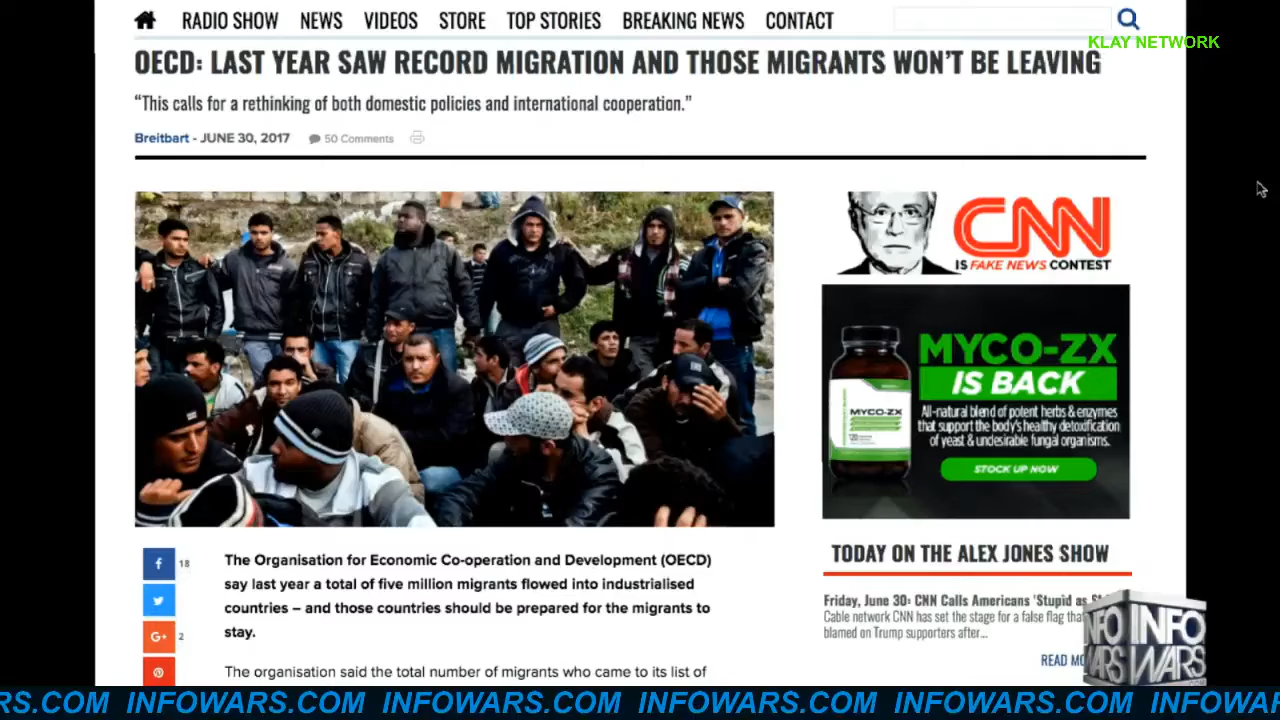 RADIO SHOW NEWS VIDEOS STORE TOP STORIES BREAKING NEWS CONTACT
KLAY NETWORK
OECD: LAST YEAR SAW RECORD MIGRATION AND THOSE MIGRANTS WON'T BE LEAVING
“This calls for a rethinking of both domestic policies and international cooperation.”
Breitbart - JUNE 30, 2017 50 Comments
CNN
IS FAKE NEWS CONTEST
MYCO-ZX
IS BACK
All-natural blend of potent herbs & enzymes
that support the body's healthy detoxification
of yeast & undesirable fungal organisms.
STOCK UP NOW
MYCO-ZX
18
2
The Organisation for Economic Co-operation and Development (OECD)
say last year a total of five million migrants flowed into industrialised
countries – and those countries should be prepared for the migrants to
stay.
The organisation said the total number of migrants who came to its list of
TODAY ON THE ALEX JONES SHOW
Friday, June 30: CNN Calls Americans 'Stupid as
Cable network CNN has set the stage for a false flag that
blamed on Trump supporters after...
READ
INFO WARS
RS.COM INFOWARS.COM INFOWARS.COM INFOWARS.COM INFOWARS.COM INFOWA